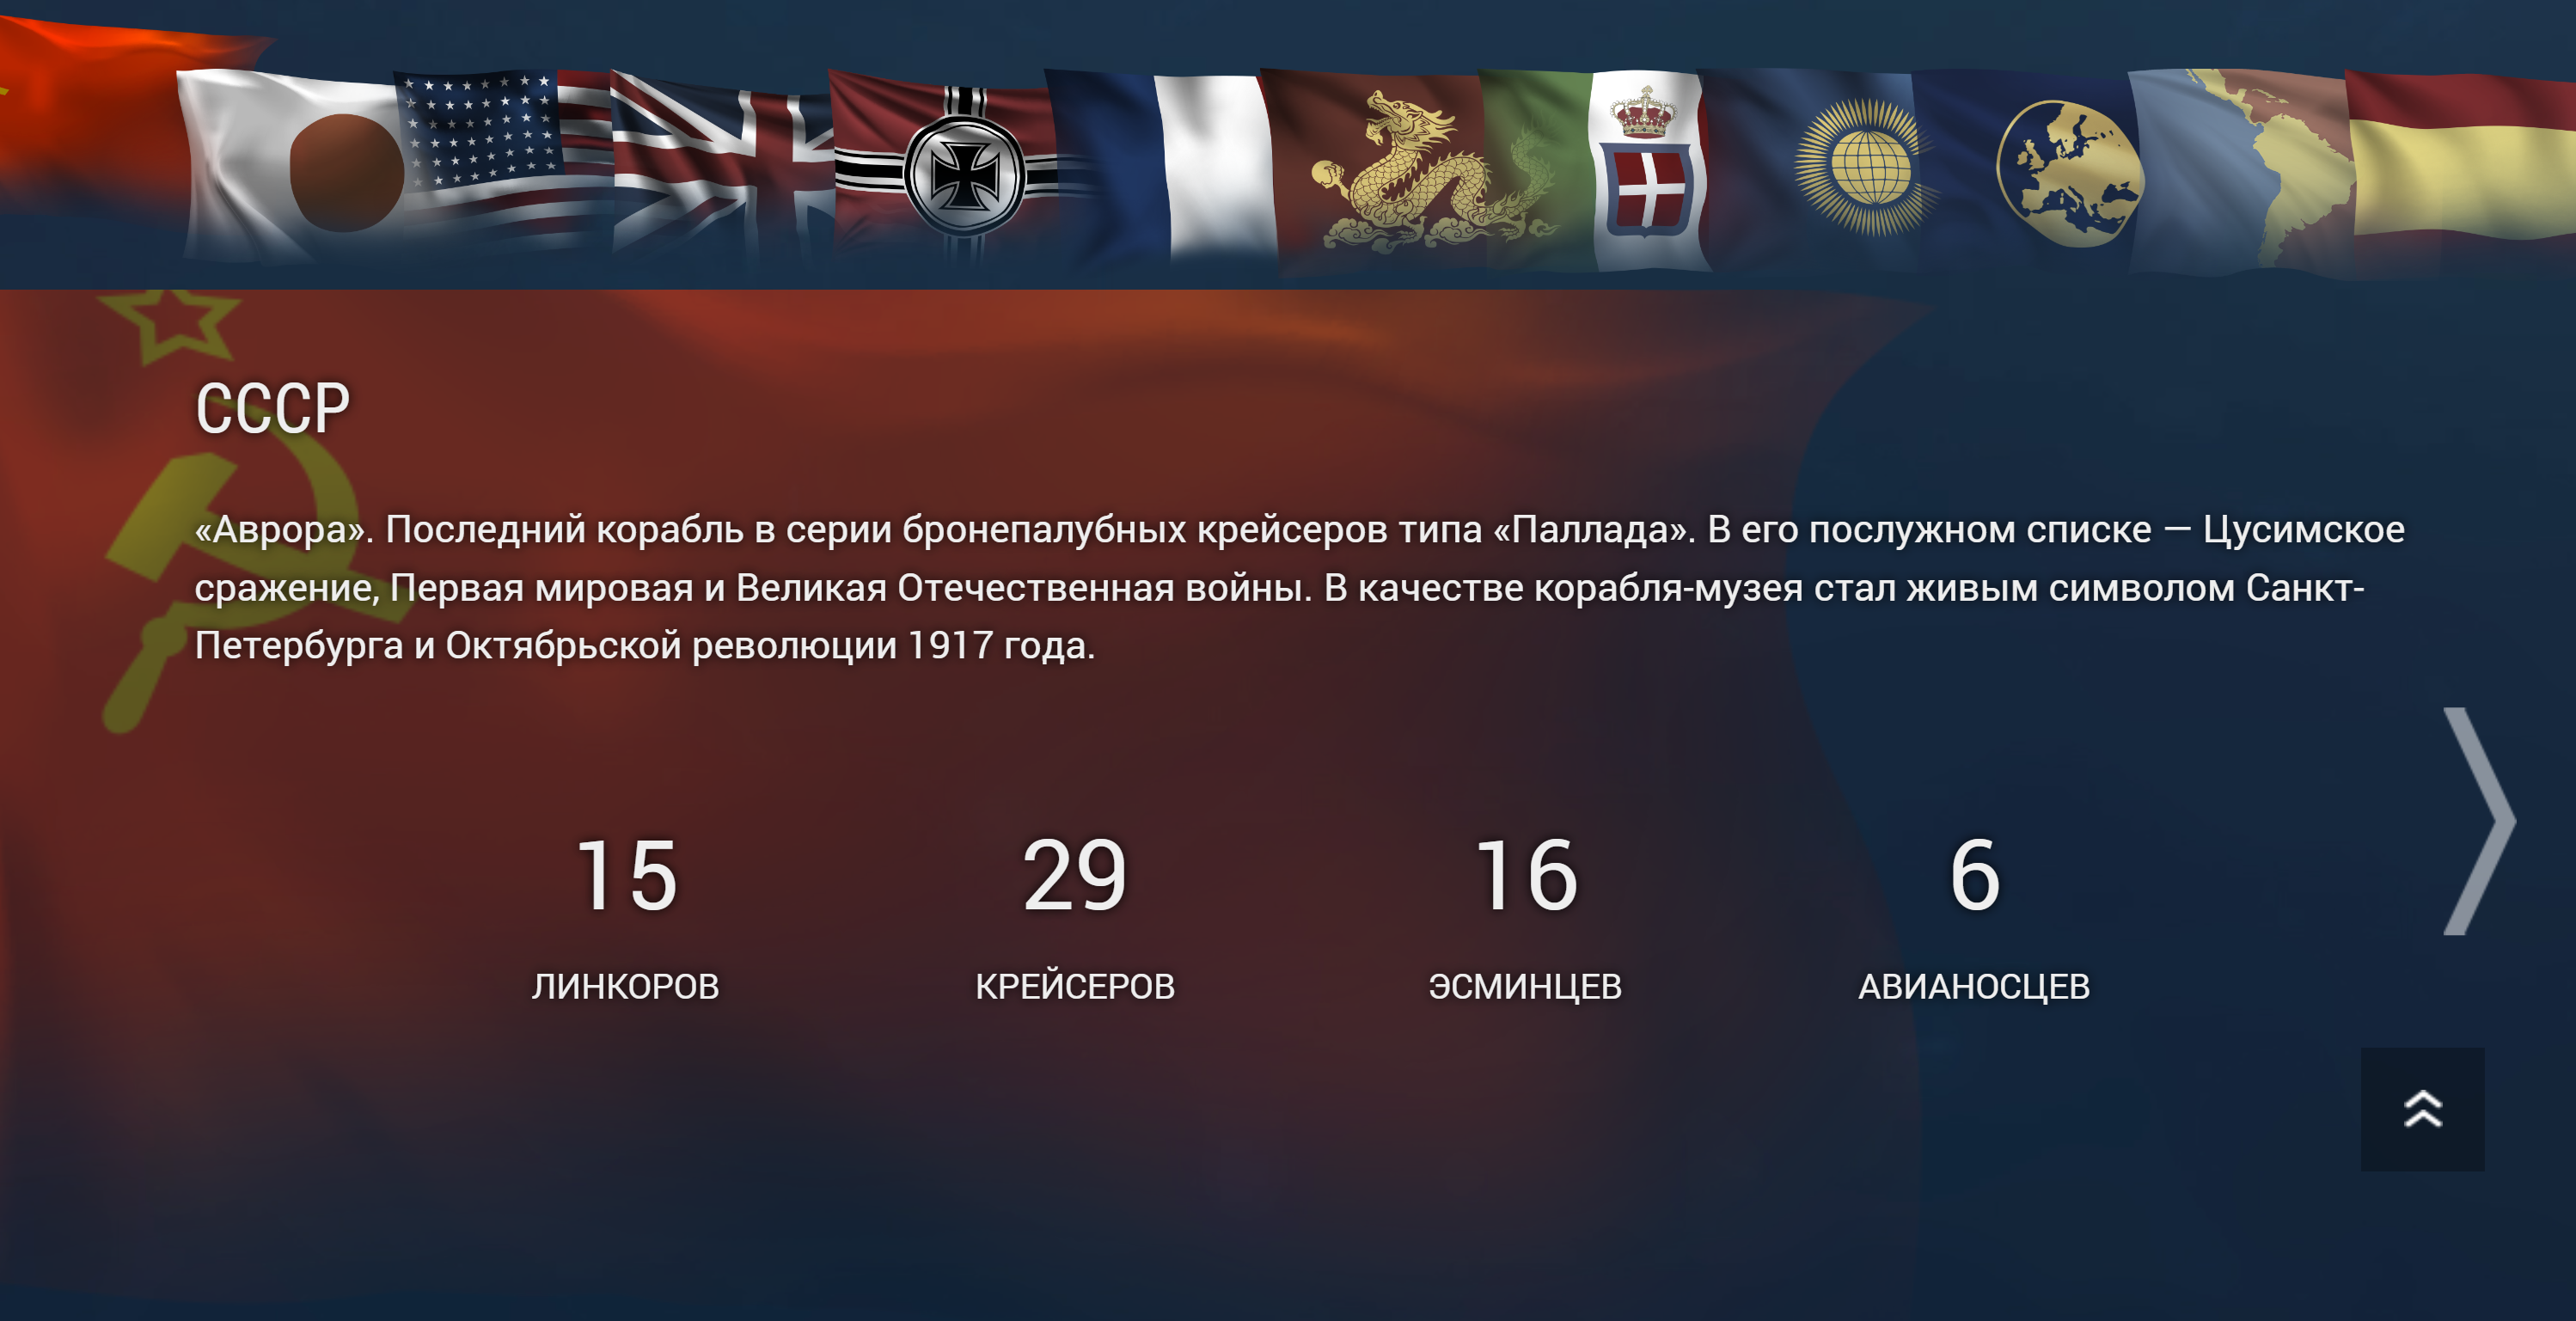 СССР
«Аврора». Последний корабль в серии бронепалубных крейсеров типа «Паллада». В его послужном списке — Цусимское
сражение, Первая мировая и Великая Отечественная войны. В качестве корабля-музея стал живым символом Санкт-
Петербурга и Октябрьской революции 1917 года.
15 29 16 6
ЛИНКОРОВ КРЕЙСЕРОВ ЭСМИНЦЕВ АВИАНОСЦЕВ